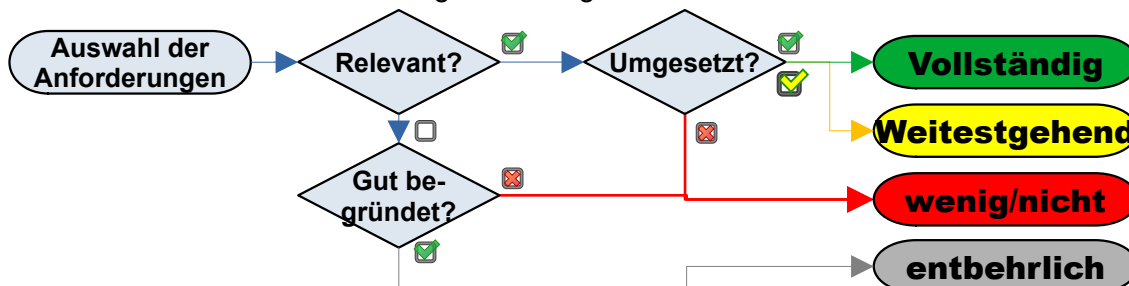 Auswahl der
Anforderungen
Relevant?
Umgesetzt?
Vollständig
Weitestgehend
Gut be-
gründet?
wenig/nicht
entbehrlich